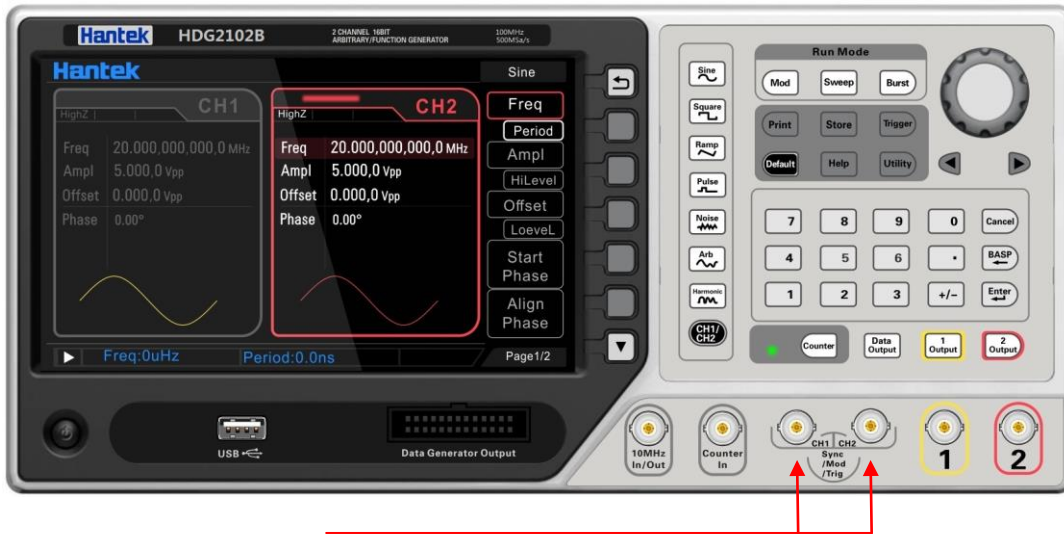 Hantek HDG2102B
2 CHANNEL 16BIT
ARBITRARY/FUNCTION GENERATOR
100MHz
500MSa/s
Hantek
Sine
CH1
HighZ
Freq 20.000,000,000,0 MHz
Ampl 5.000,0 Vpp
Offset 0.000,0 Vpp
Phase 0.00°
CH2
HighZ
Freq 20.000,000,000,0 MHz
Ampl 5.000,0 Vpp
Offset 0.000,0 Vpp
Phase 0.00°
Freq
Period
Ampl
HiLevel
Offset
LoeveL
Start
Phase
Align
Phase
Freq:0uHz Period:0.0ns Page1/2
Sine
Square
Ramp
Pulse
Noise
Arb
Harmonic
CH1/
CH2
Run Mode
Mod Sweep Burst
Print Store Trigger
Default Help Utility
7 8 9 0 Cancel
4 5 6 . BASP
1 2 3 +/- Enter
Counter
Data
Output
1
Output
2
Output
USB
Data Generator Output
10MHz
In/Out
Counter
In
CH1 CH2
Sync
/Mod
/Trig
1
2